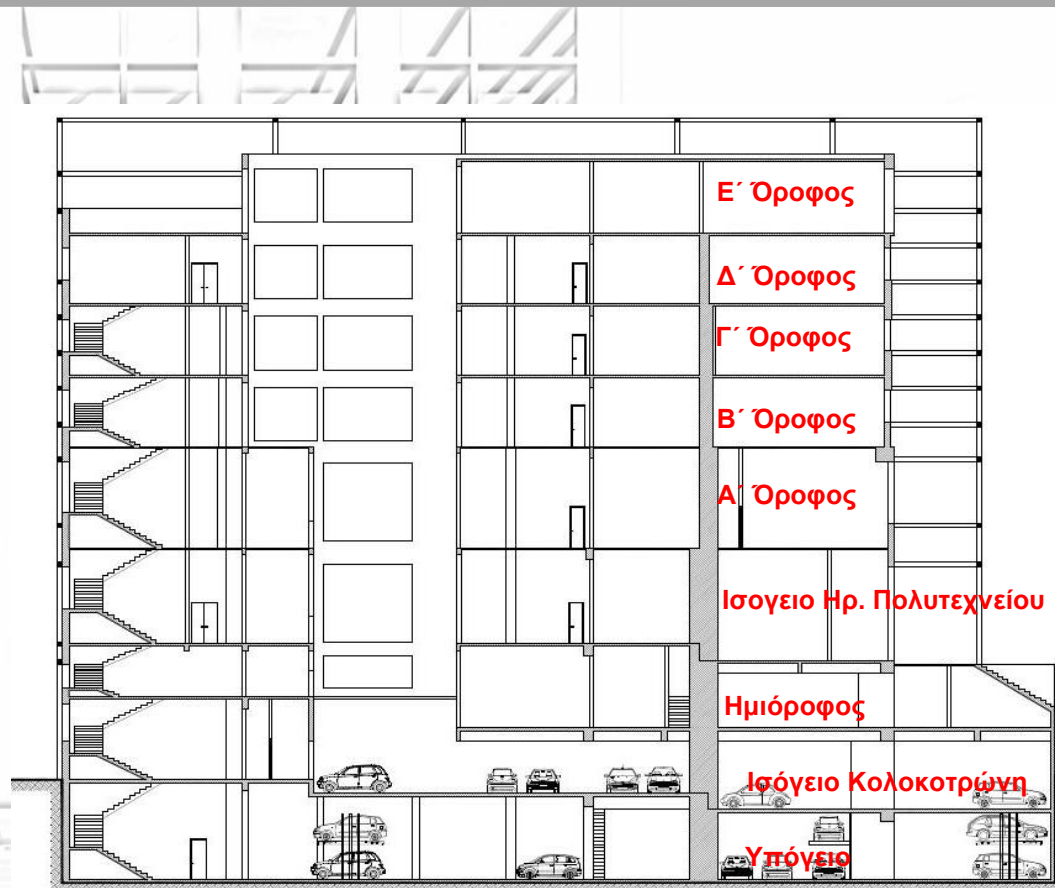 Ε΄ Όροφος
Δ΄ Όροφος
Γ΄ Όροφος
Β΄ Όροφος
Α΄ Όροφος
Ισογειο Ηρ. Πολυτεχνείου
Ημιόροφος
Ισόγειο Κολοκοτρώνη
Υπόγειο